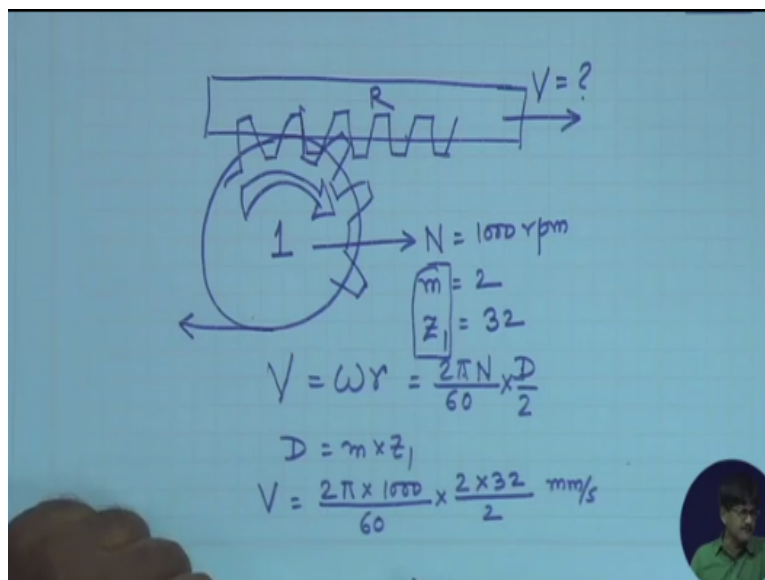 V = ?
R
1
N = 1000 rpm
m = 2
z₁ = 32
V = ωr = 2πN/60 × D/2
D = m × z₁
V = 2π × 1000/60 × 2 × 32/2 mm/s